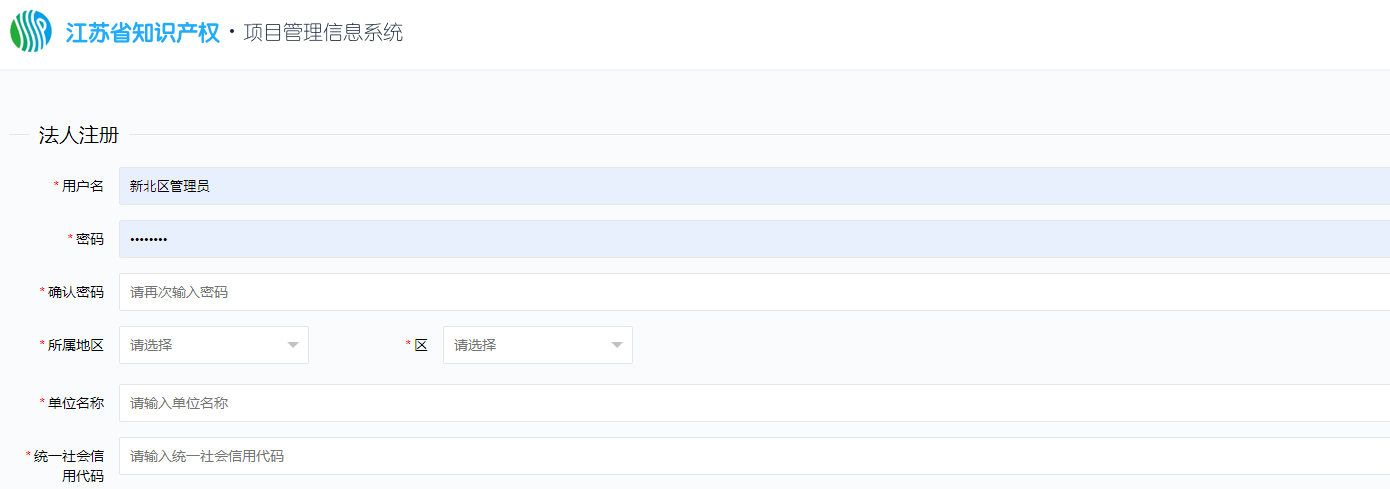 江苏省知识产权·项目管理信息系统
法人注册
*用户名 新北区管理员
*密码 ••••••••
*确认密码 请再次输入密码
*所属地区 请选择 *区 请选择
*单位名称 请输入单位名称
*统一社会信 请输入统一社会信用代码
用代码